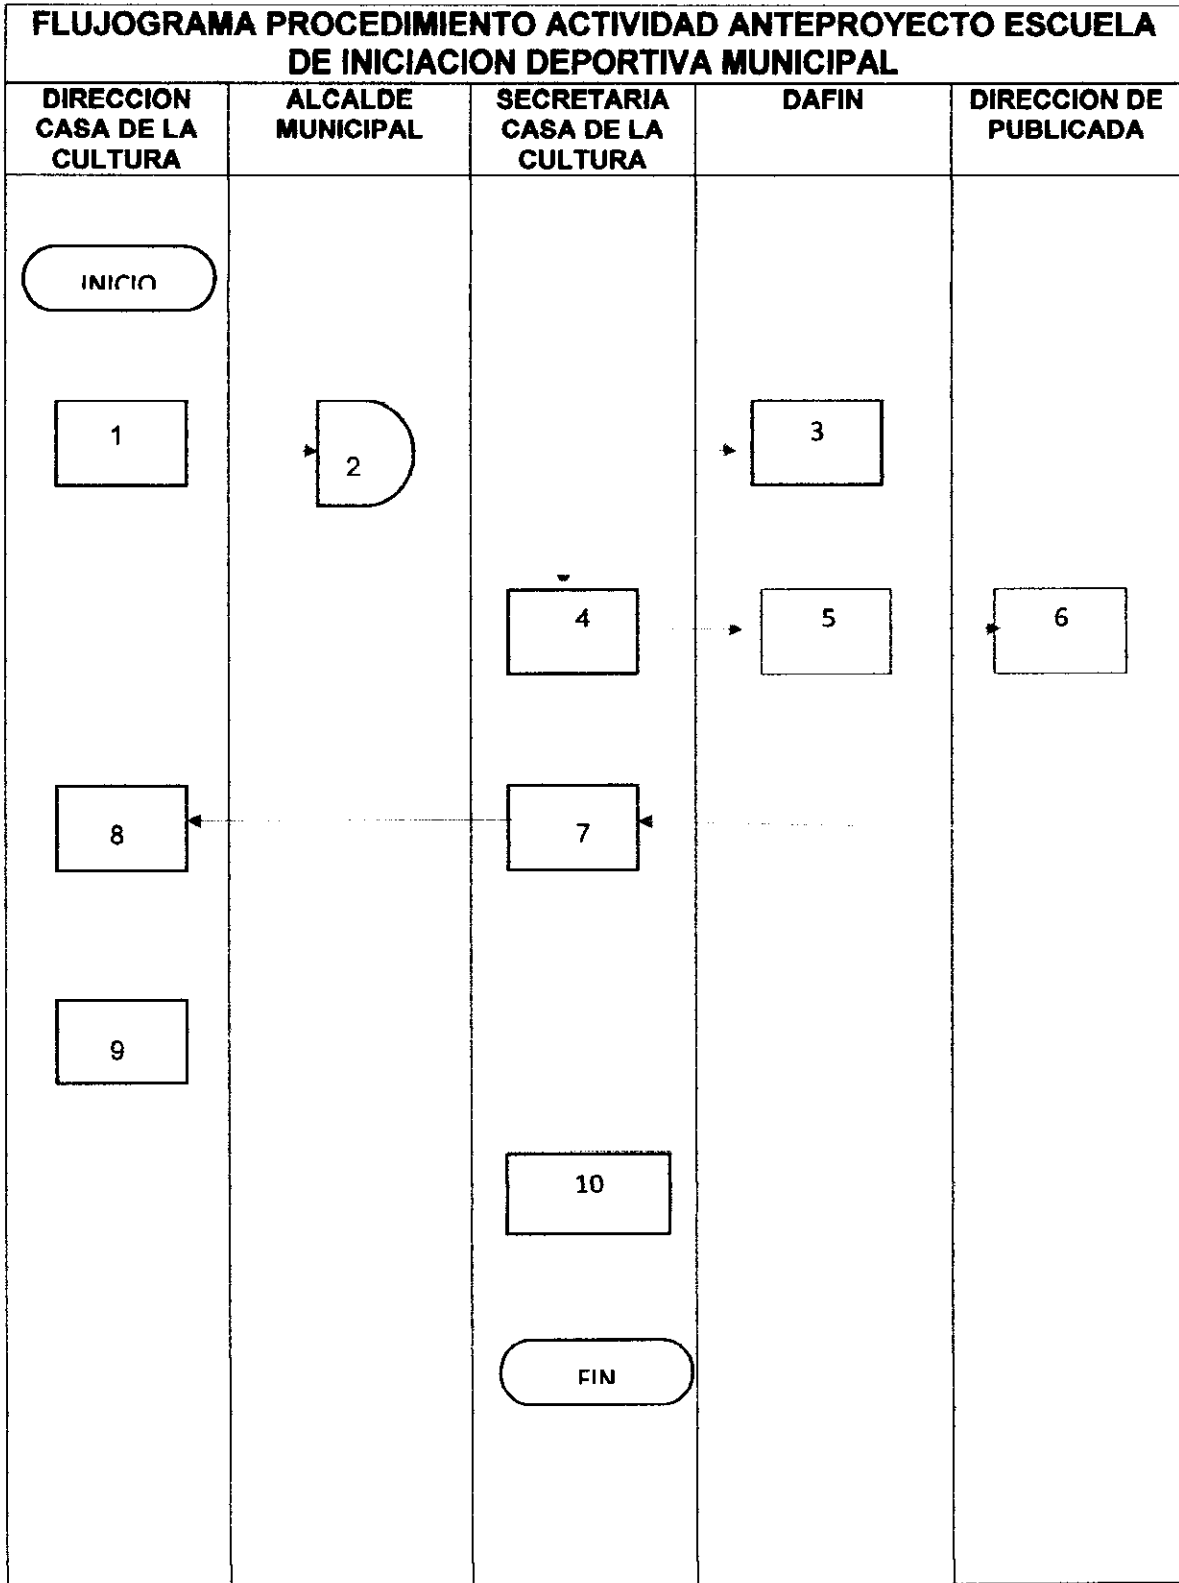 FLUJOGRAMA PROCEDIMIENTO ACTIVIDAD ANTEPROYECTO ESCUELA
DE INICIACION DEPORTIVA MUNICIPAL
DIRECCION
CASA DE LA
CULTURA
ALCALDE
MUNICIPAL
SECRETARIA
CASA DE LA
CULTURA
DAFIN
DIRECCION DE
PUBLICADA
INICIO
1
2
3
4
5
6
8
7
9
10
FIN